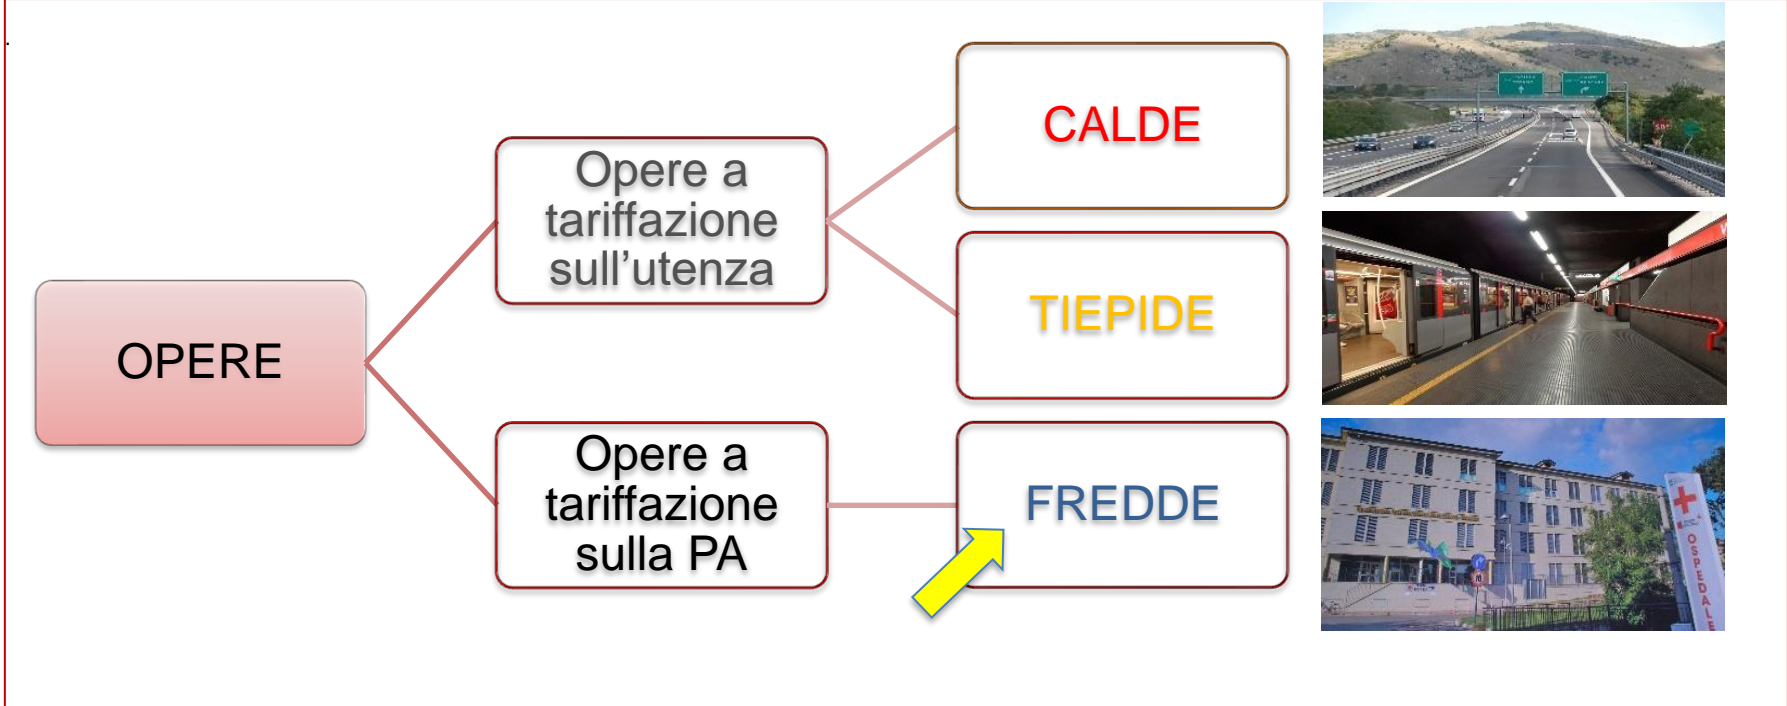 .
OPERE
Opere a
tariffazione
sull’utenza
CALDE
TIEPIDE
Opere a
tariffazione
sulla PA
FREDDE
OSPEDALE